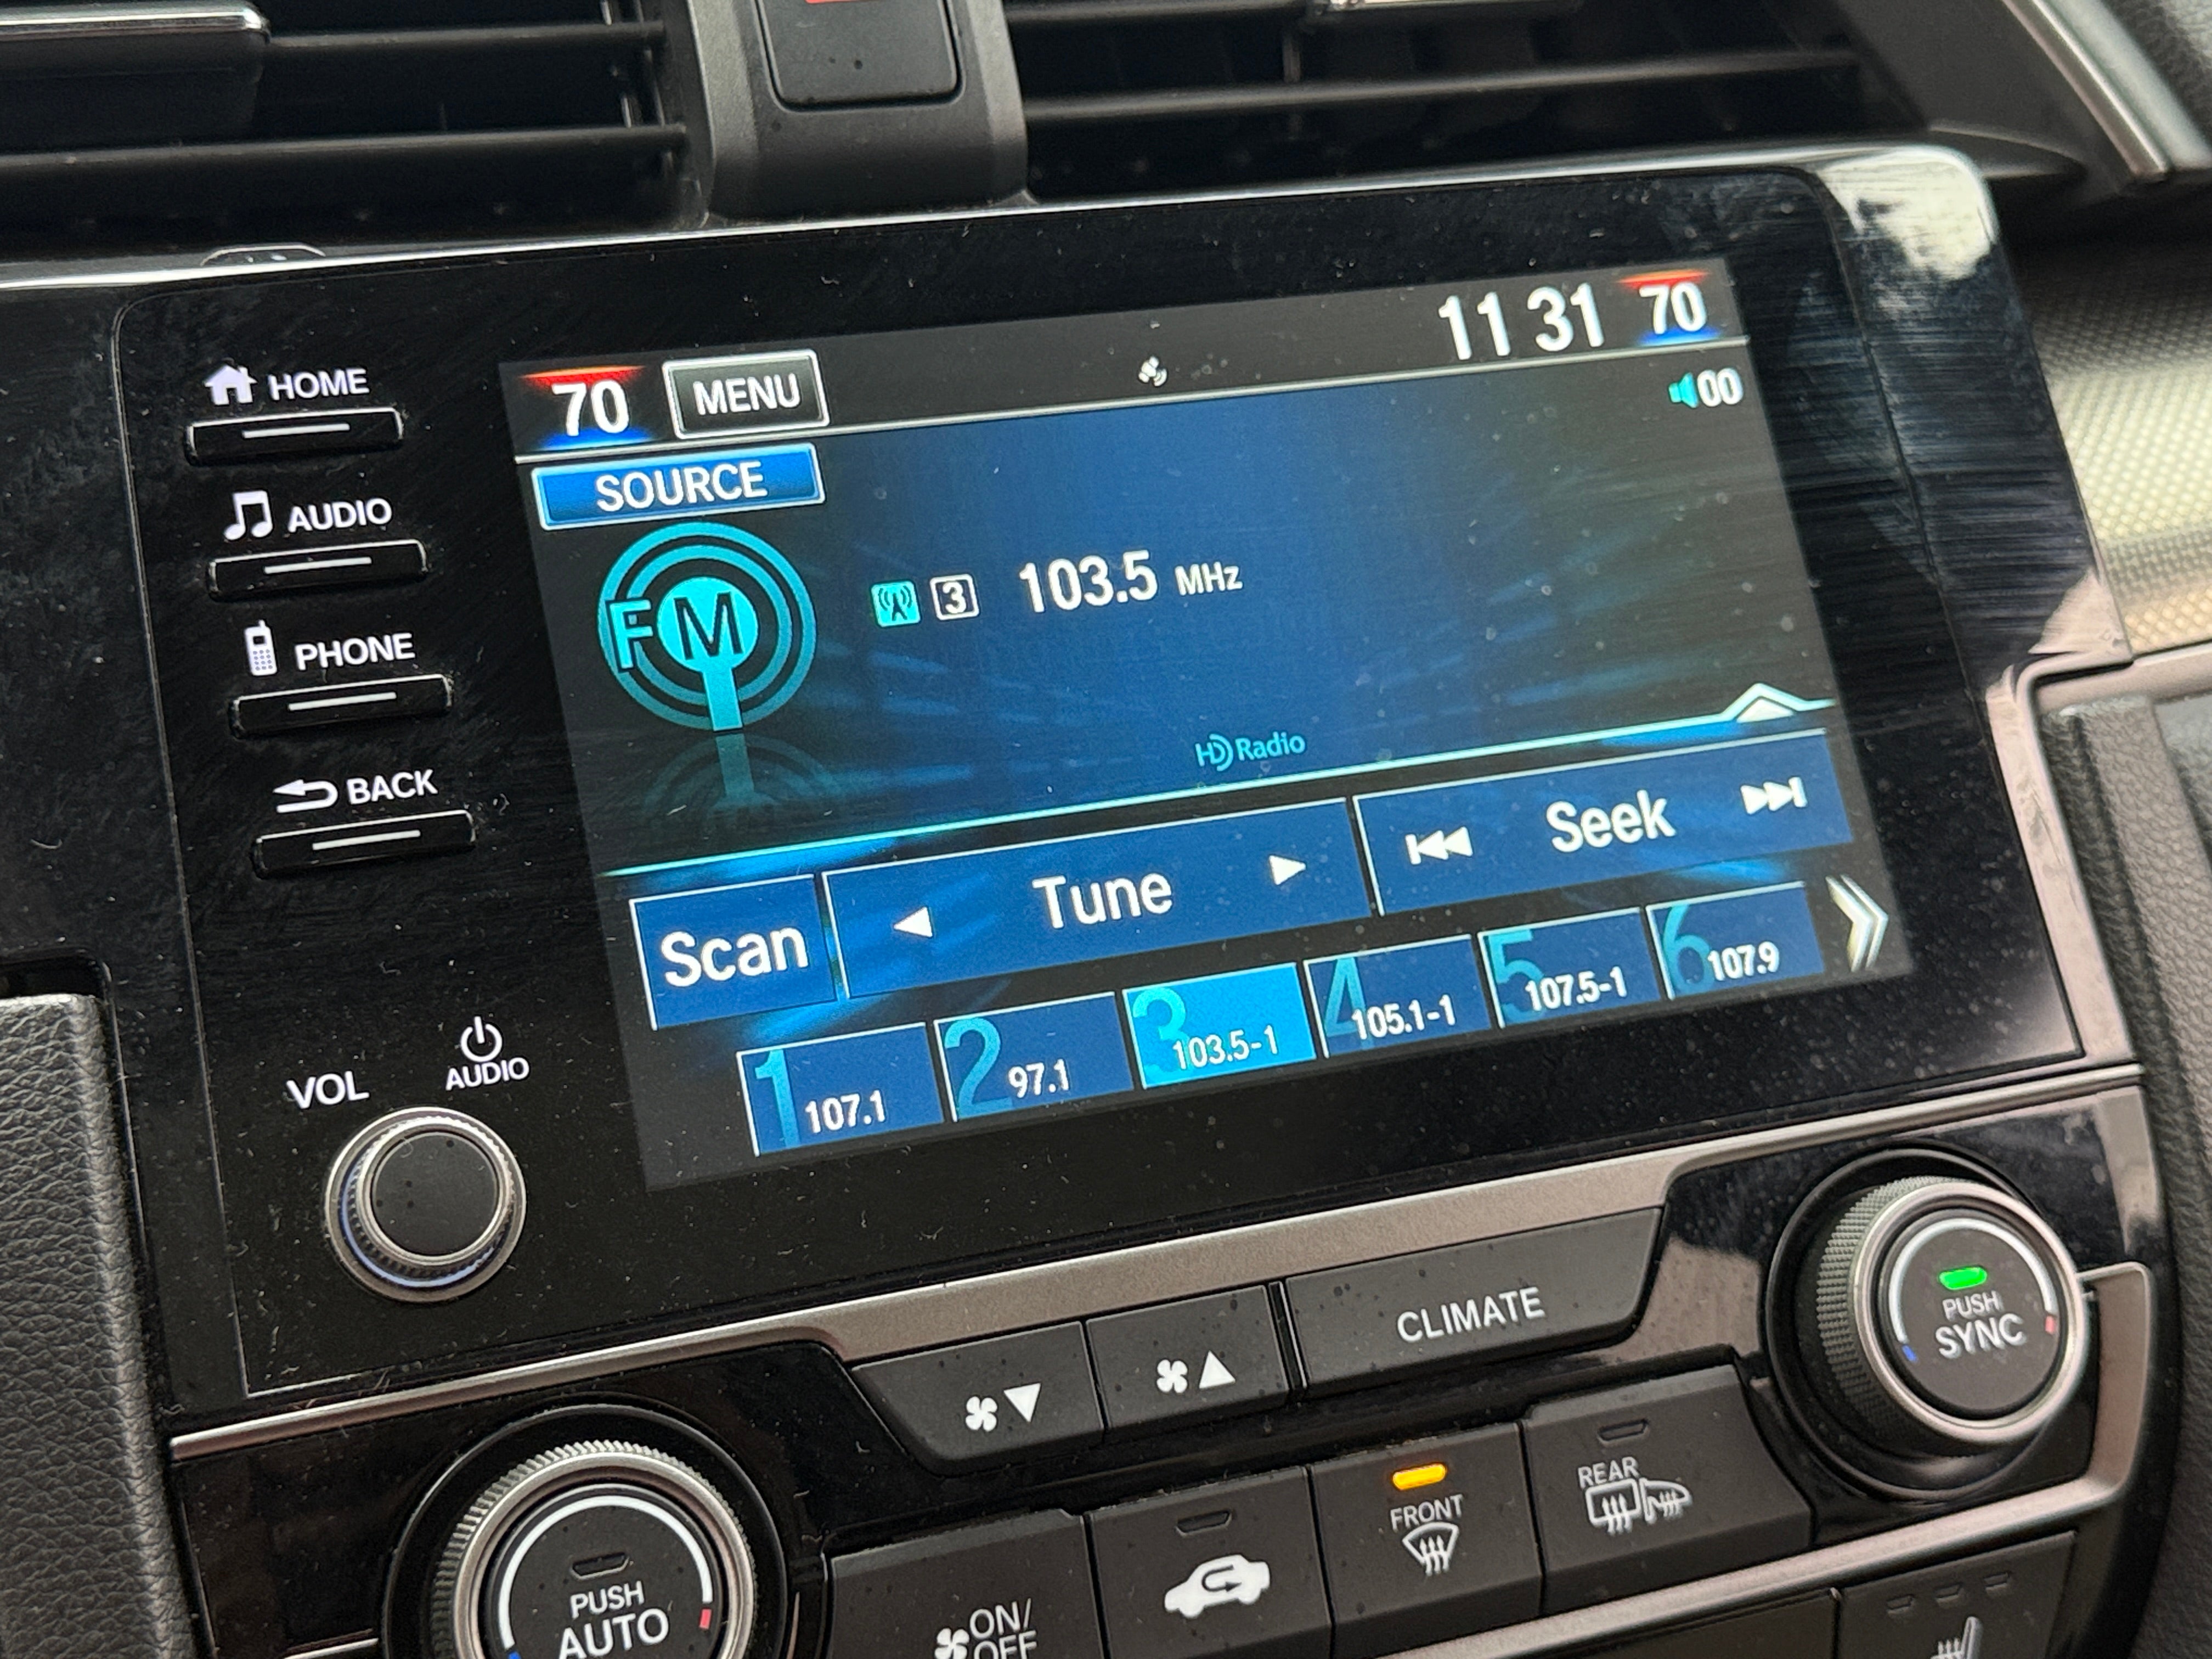 11 31 70
70 MENU
00
HOME
SOURCE
AUDIO
FM
3 103.5 MHz
PHONE
HD Radio
BACK
Scan Tune Seek
1 107.1 2 97.1 3 103.5-1 4 105.1-1 5 107.5-1 6 107.9
VOL AUDIO
CLIMATE
PUSH
SYNC
FRONT
REAR
PUSH
AUTO
ON/
OFF